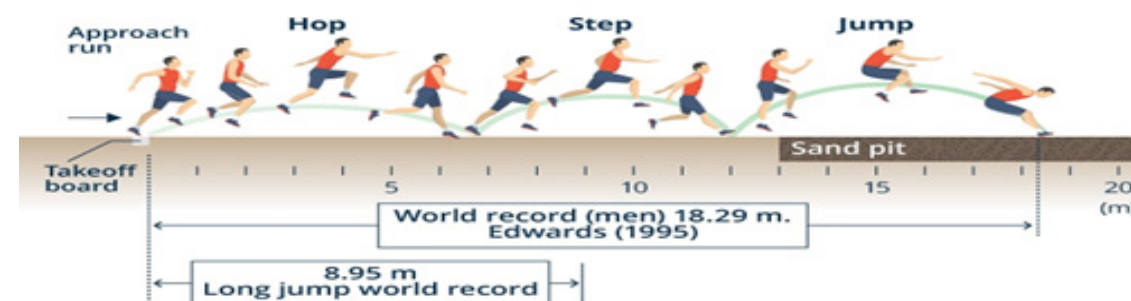 Approach
run
Hop
Step
Jump
Takeoff
board
Sand pit
5
10
15
20
(m
World record (men) 18.29 m.
Edwards (1995)
8.95 m
Long jump world record